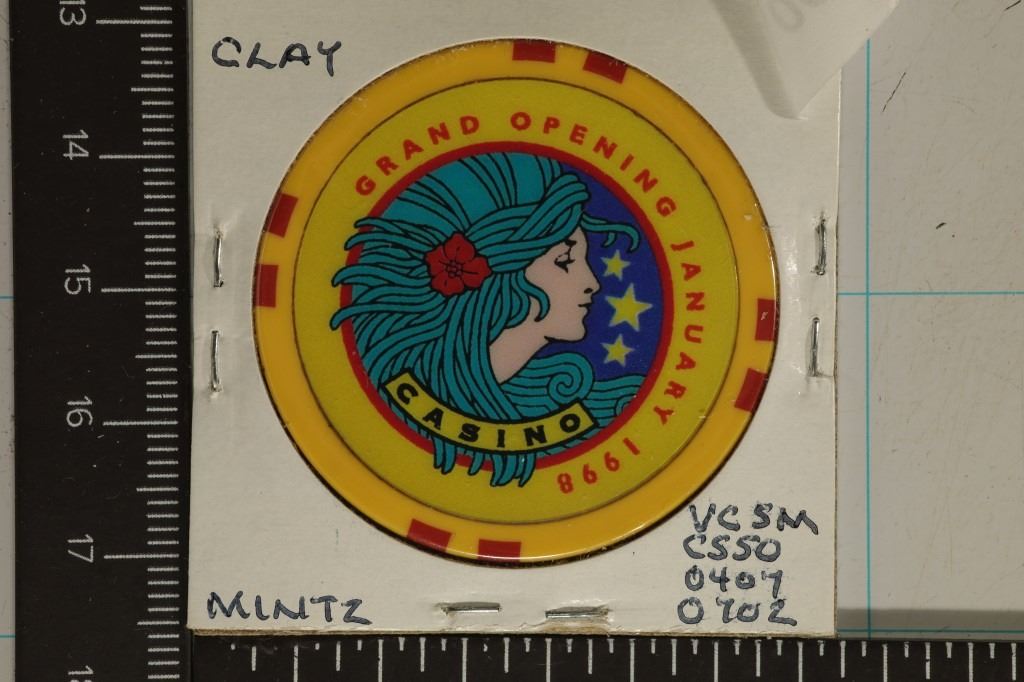 CLAY
GRAND OPENING JANUARY 1998
CASINO
MINTZ
VCSM
CS50
0407
0702
13
14
15
16
17